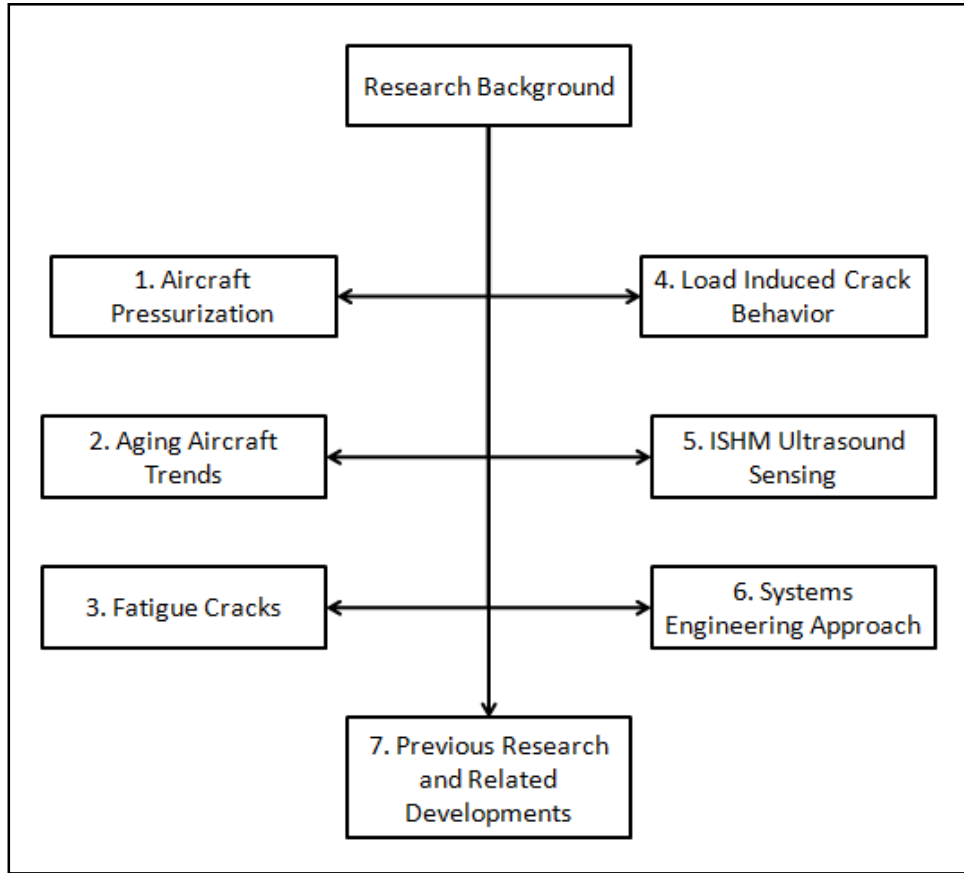 Research Background
1. Aircraft
Pressurization
4. Load Induced Crack
Behavior
2. Aging Aircraft
Trends
5. ISHM Ultrasound
Sensing
3. Fatigue Cracks
6. Systems
Engineering Approach
7. Previous Research
and Related
Developments